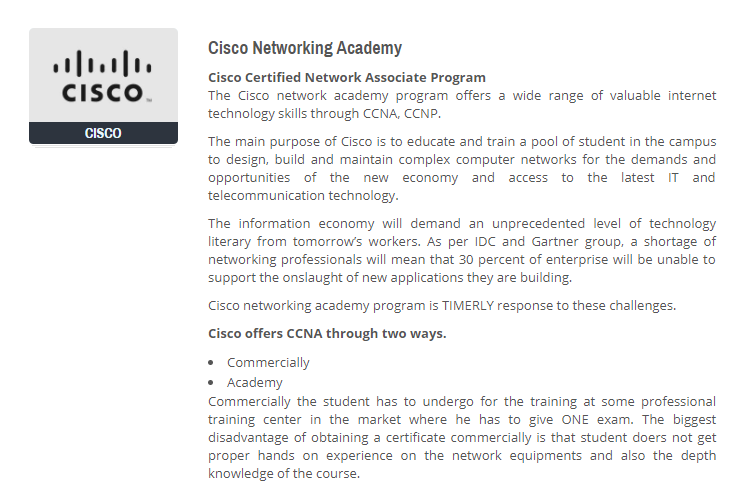 CISCO
CISCO
Cisco Networking Academy
Cisco Certified Network Associate Program
The Cisco network academy program offers a wide range of valuable internet
technology skills through CCNA, CCNP.
The main purpose of Cisco is to educate and train a pool of student in the campus
to design, build and maintain complex computer networks for the demands and
opportunities of the new economy and access to the latest IT and
telecommunication technology.
The information economy will demand an unprecedented level of technology
literary from tomorrow's workers. As per IDC and Gartner group, a shortage of
networking professionals will mean that 30 percent of enterprise will be unable to
support the onslaught of new applications they are building.
Cisco networking academy program is TIMERLY response to these challenges.
Cisco offers CCNA through two ways.
• Commercially
• Academy
Commercially the student has to undergo for the training at some professional
training center in the market where he has to give ONE exam. The biggest
disadvantage of obtaining a certificate commercially is that student doers not get
proper hands on experience on the network equipments and also the depth
knowledge of the course.